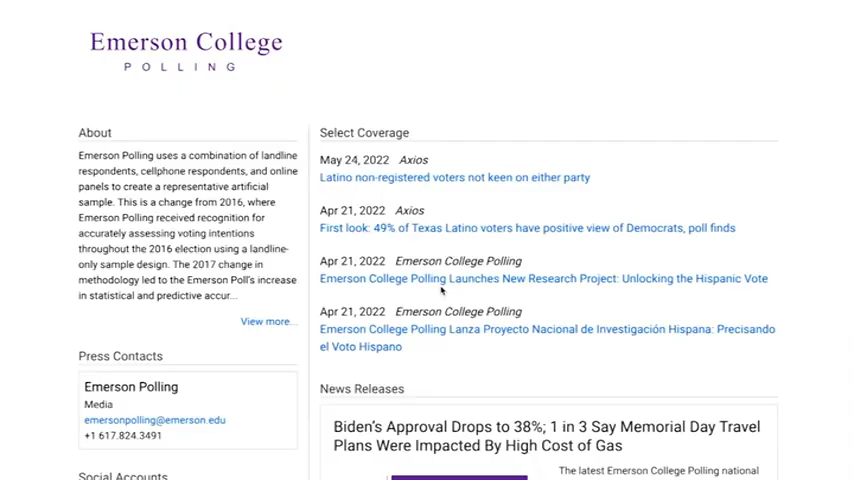 Emerson College
POLLING
About
Emerson Polling uses a combination of landline
respondents, cellphone respondents, and online
panels to create a representative artificial
sample. This is a change from 2016, where
Emerson Polling received recognition for
accurately assessing voting intentions
throughout the 2016 election using a landline-
only sample design. The 2017 change in
methodology led to the Emerson Poll's increase
in statistical and predictive accur...
View more...
Press Contacts
Emerson Polling
Media
emersonpolling@emerson.edu
+1 617.824.3491
Social Accounts
Select Coverage
May 24, 2022 Axios
Latino non-registered voters not keen on either party
Apr 21, 2022 Axios
First look: 49% of Texas Latino voters have positive view of Democrats, poll finds
Apr 21, 2022 Emerson College Polling
Emerson College Polling Launches New Research Project: Unlocking the Hispanic Vote
Apr 21, 2022 Emerson College Polling
Emerson College Polling Lanza Proyecto Nacional de Investigación Hispana: Precisando
el Voto Hispano
News Releases
Biden's Approval Drops to 38%; 1 in 3 Say Memorial Day Travel
Plans Were Impacted By High Cost of Gas
The latest Emerson College Polling national